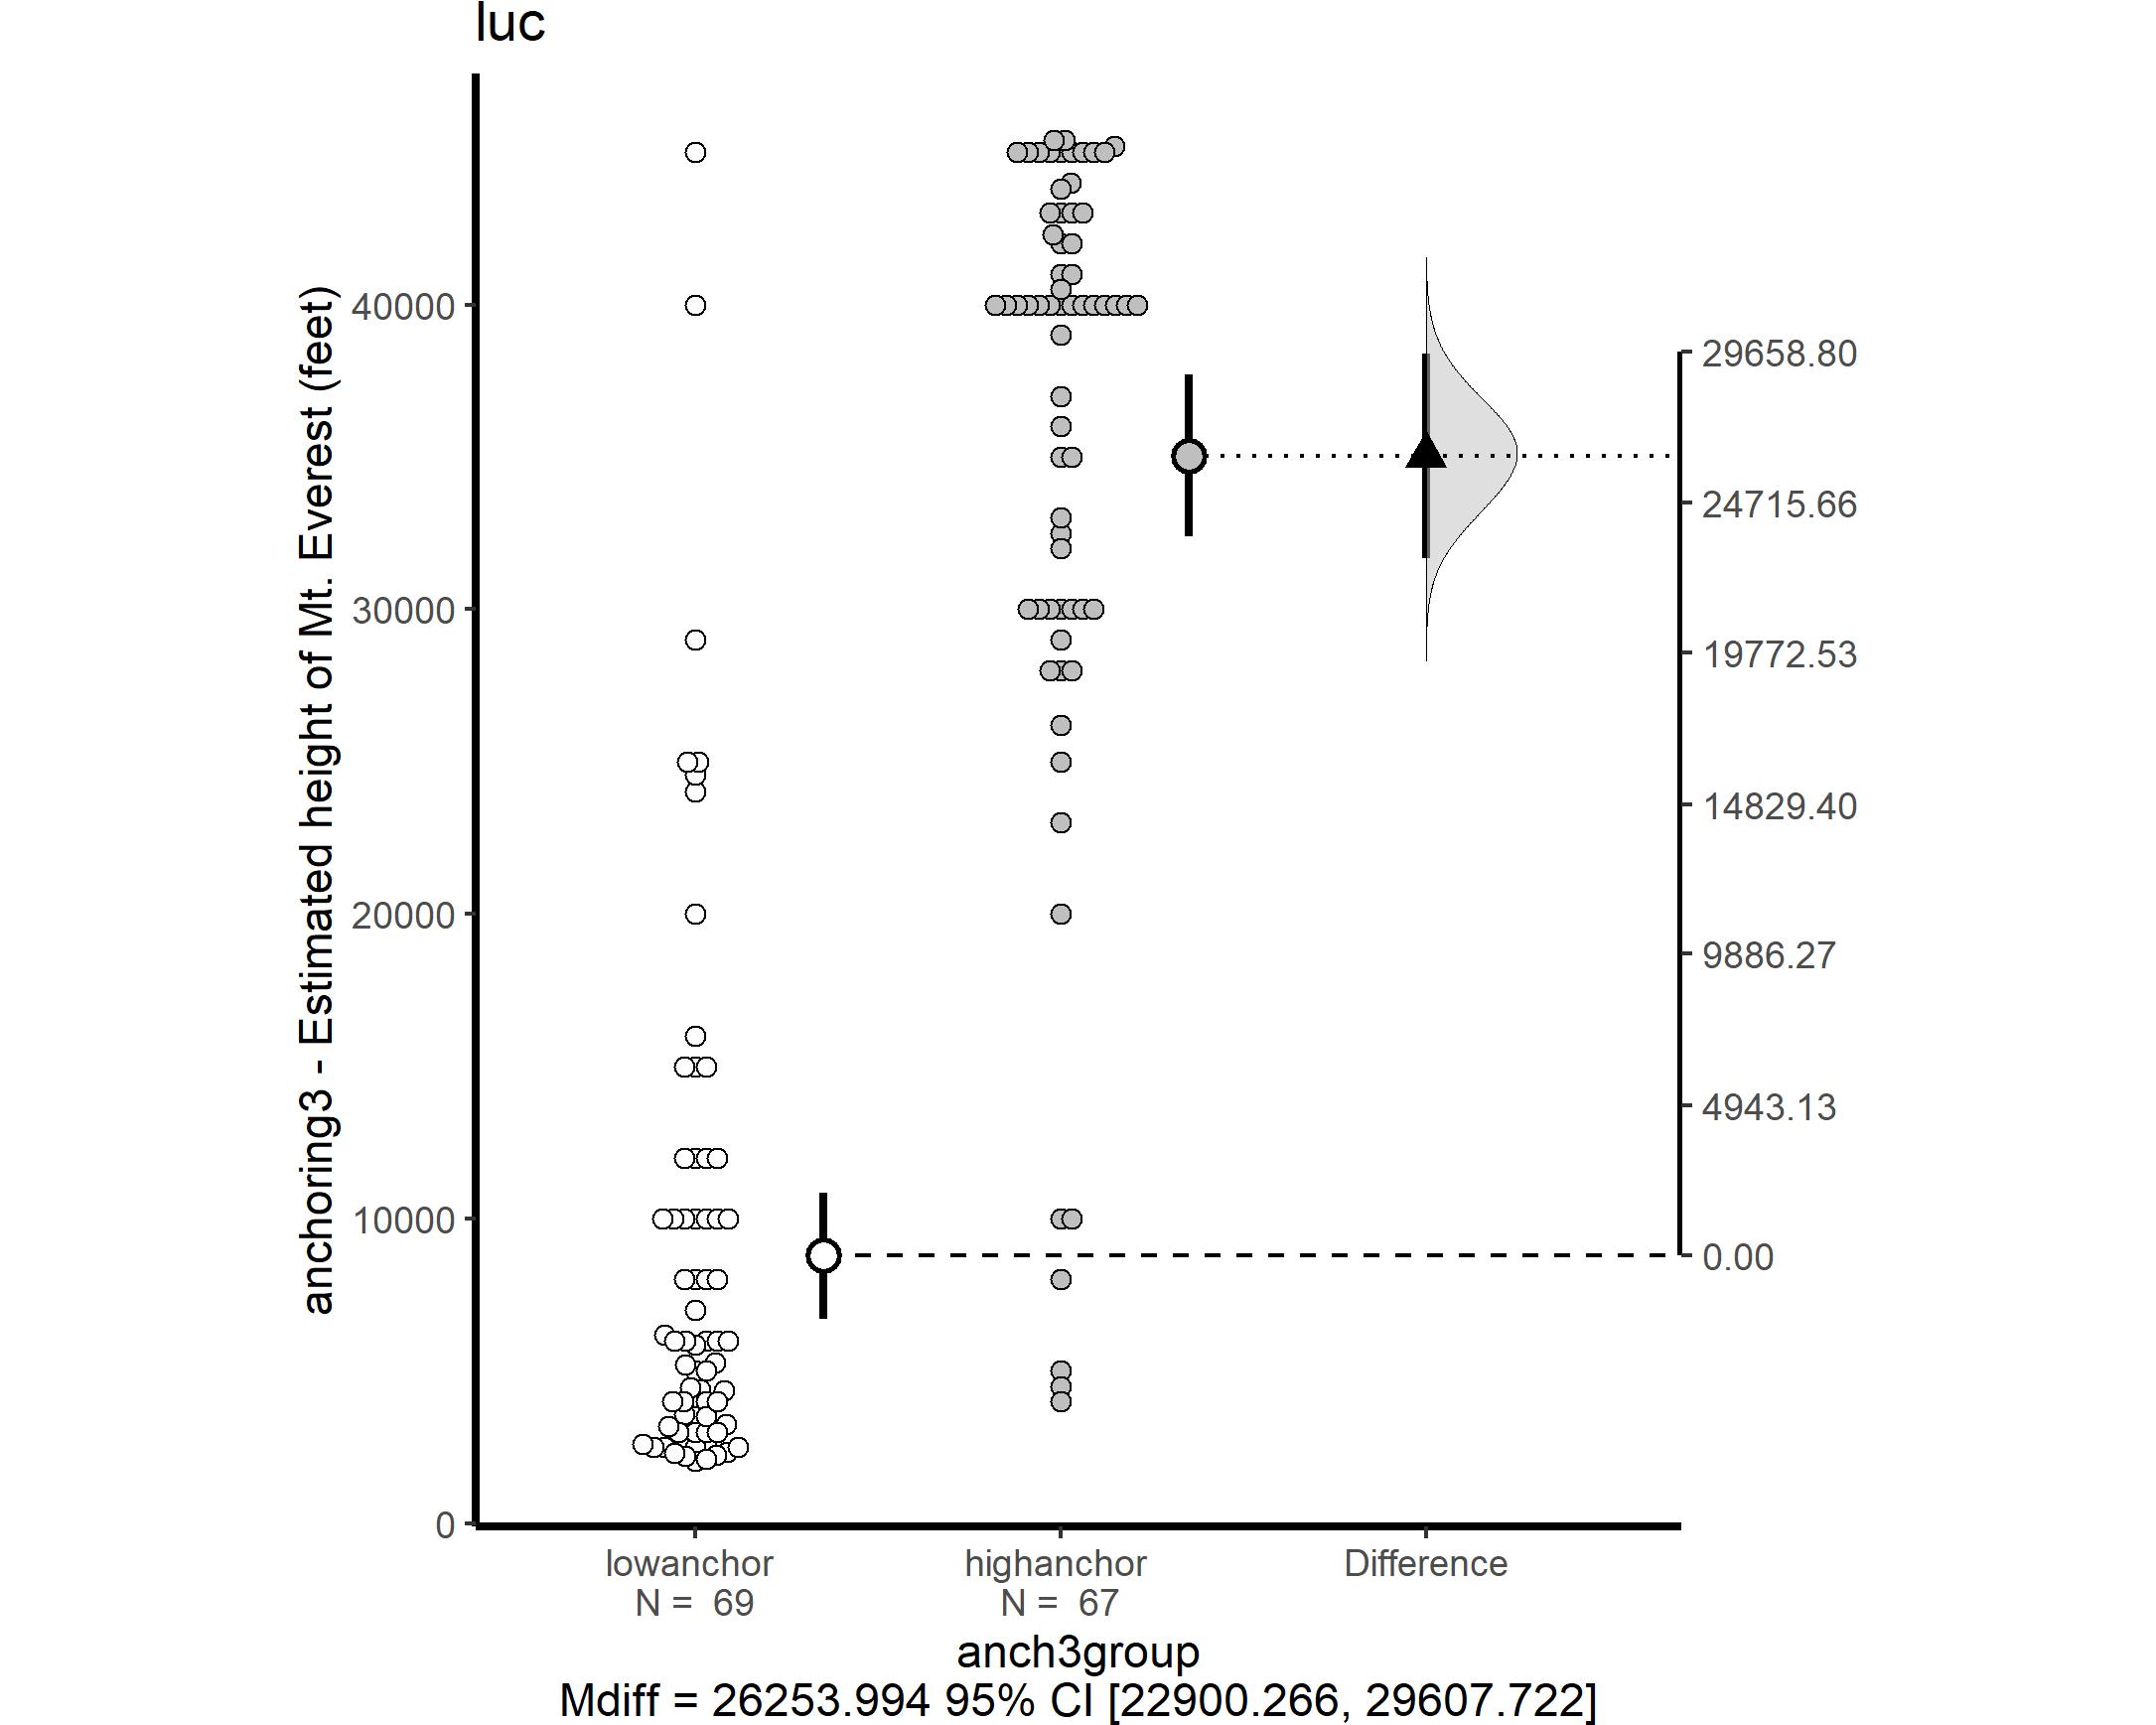 luc
anchoring3 - Estimated height of Mt. Everest (feet)
40000
30000
20000
10000
0
29658.80
24715.66
19772.53
14829.40
9886.27
4943.13
0.00
lowanchor highanchor Difference
N =  69 N =  67
anch3group
Mdiff = 26253.994 95% CI [22900.266, 29607.722]